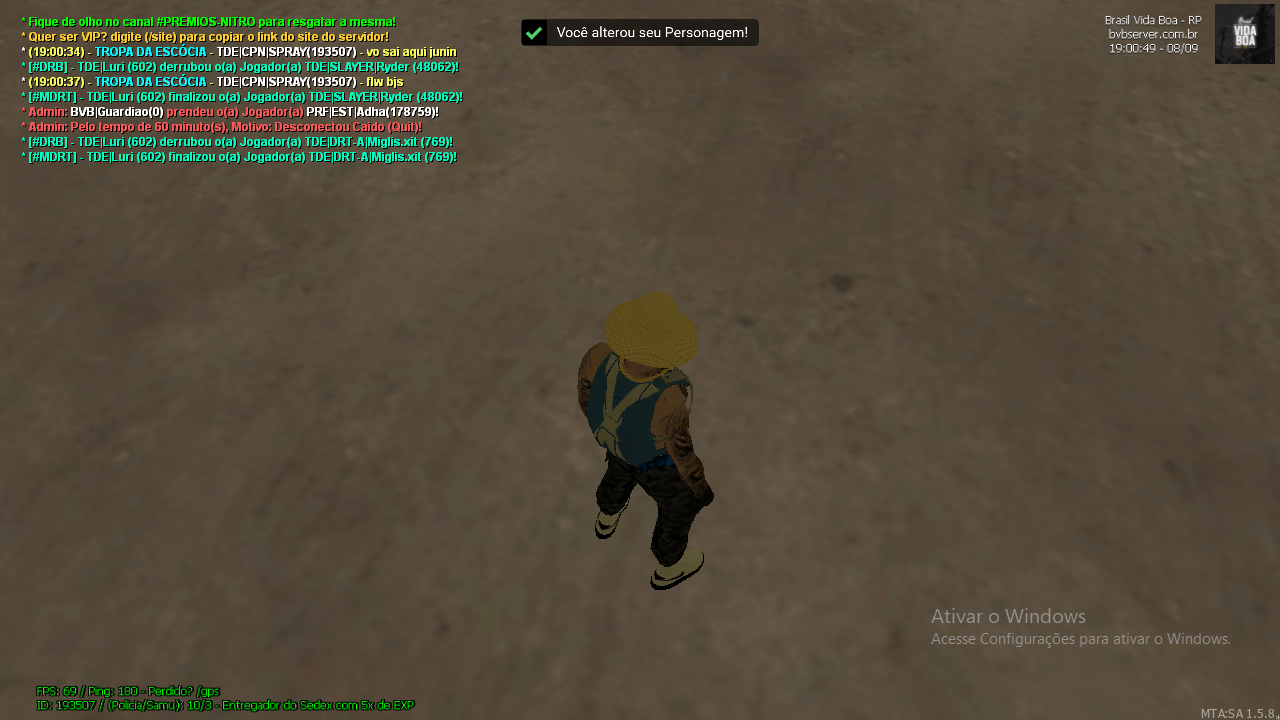 * Fique de olho no canal #PREMIOS-NITRO para resgatar a mesma!
* Quer ser VIP? digite (/site) para copiar o link do site do servidor!
* (19:00:34) - TROPA DA ESCÓCIA - TDE|CPN|SPRAY(193507) - vo sai aqui junin
* [#DRB] - TDE|Luri (602) derrubou o(a) Jogador(a) TDE|SLAYER|Ryder (48062)!
* (19:00:37) - TROPA DA ESCÓCIA - TDE|CPN|SPRAY(193507) - flw bjs
* [#MDRT] - TDE|Luri (602) finalizou o(a) Jogador(a) TDE|SLAYER|Ryder (48062)!
* Admin: BVB|Guardiao(0) prendeu o(a) Jogador(a) PRF|EST|Adha(178759)!
* Admin: Pelo tempo de 60 minuto(s), Motivo: Desconectou Caido (Quit)!
* [#DRB] - TDE|Luri (602) derrubou o(a) Jogador(a) TDE|DRT-A|Miglis.xit (769)!
* [#MDRT] - TDE|Luri (602) finalizou o(a) Jogador(a) TDE|DRT-A|Miglis.xit (769)!
Você alterou seu Personagem!
Brasil Vida Boa - RP
bvbserver.com.br
19:00:49 - 08/09
VIDA
BOA
Ativar o Windows
Acesse Configurações para ativar o Windows.
FPS: 69 / Ping: 180 - Perdido? /gps
ID: 193507 / (Policia/Samu): 10/3 - Entregador do Sedex com 5x de EXP
MTA:SA 1.5.8